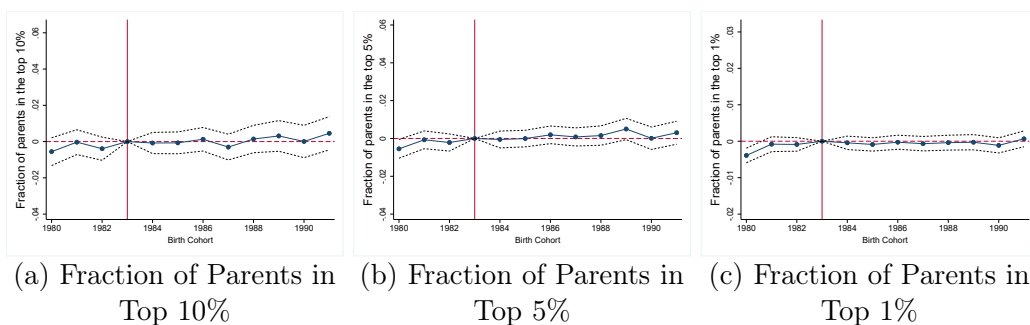 Fraction of parents in the top 10%
.06
.04
.02
0
-.02
-.04
1980 1982 1984 1986 1988 1990
Birth Cohort
(a) Fraction of Parents in
Top 10%
Fraction of parents in the top 5%
.06
.04
.02
0
-.02
-.04
1980 1982 1984 1986 1988 1990
Birth Cohort
(b) Fraction of Parents in
Top 5%
Fraction of parents in the top 1%
.03
.02
.01
0
-.01
-.02
1980 1982 1984 1986 1988 1990
Birth Cohort
(c) Fraction of Parents in
Top 1%